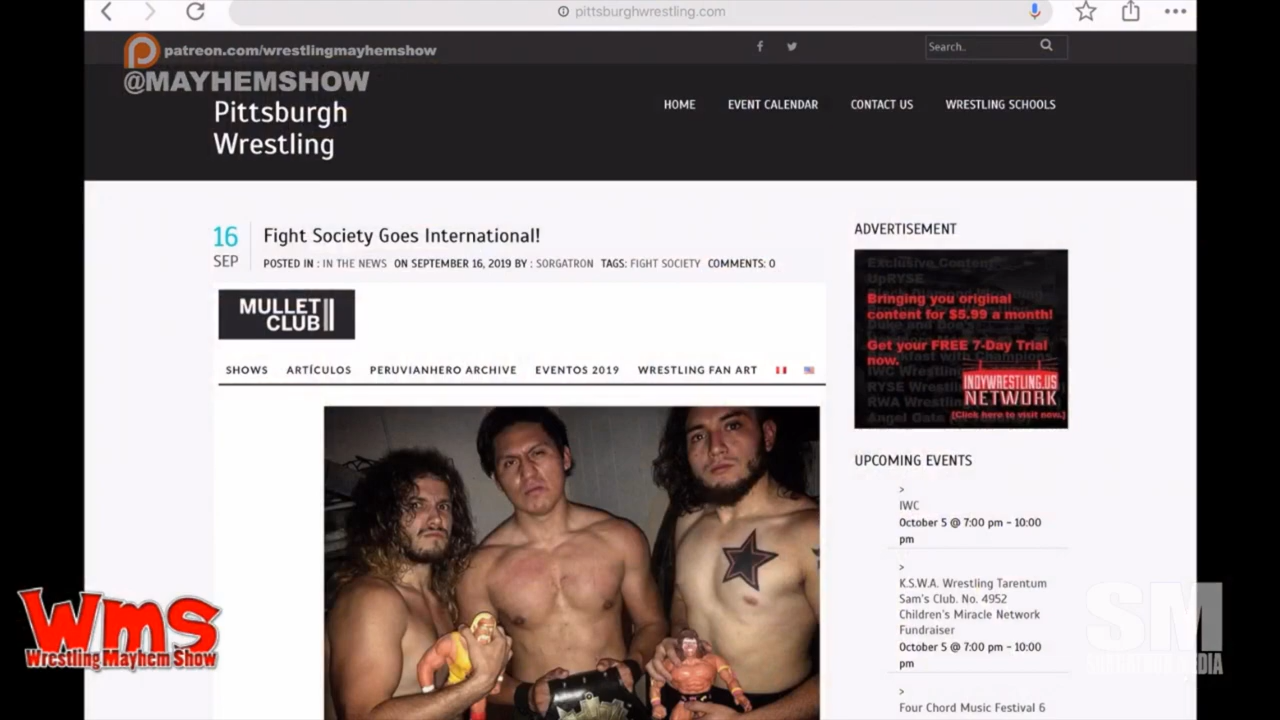 pittsburghwrestling.com
patreon.com/wrestlingmayhemshow
@MAYHEMSHOW
Search..
Pittsburgh
Wrestling
HOME
EVENT CALENDAR
CONTACT US
WRESTLING SCHOOLS
16
SEP
Fight Society Goes International!
POSTED IN : IN THE NEWS ON SEPTEMBER 16, 2019 BY : SORGATRON TAGS: FIGHT SOCIETY COMMENTS: 0
MULLET
CLUB
SHOWS
ARTÍCULOS
PERUVIANHERO ARCHIVE
EVENTOS 2019
WRESTLING FAN ART
ADVERTISEMENT
Exclusive Content
UpRYSE
Bringing you original
content for $5.99 a month!
Get your FREE 7-Day Trial
now.
INDYWRESTLING.US
NETWORK
[Click here to visit now.]
UPCOMING EVENTS
>
IWC
October 5 @ 7:00 pm - 10:00
pm
>
K.S.W.A. Wrestling Tarentum
Sam's Club. No. 4952
Children's Miracle Network
Fundraiser
October 5 @ 7:00 pm - 10:00
pm
>
Four Chord Music Festival 6
wms
Wrestling Mayhem Show
SM
SORGATRON MEDIA